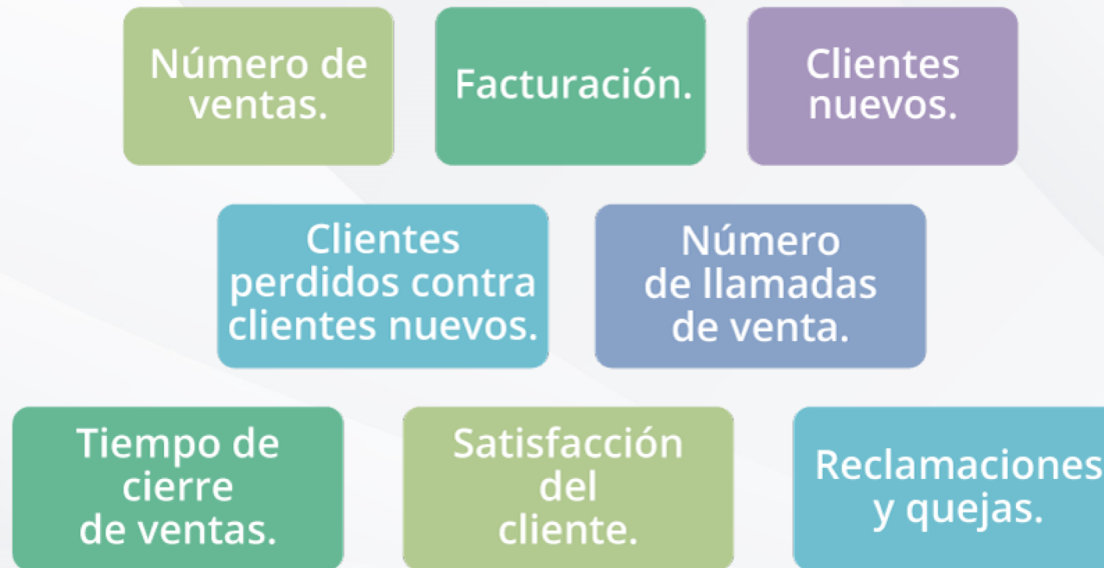 Número de
ventas.
Facturación.
Clientes
nuevos.
Clientes
perdidos contra
clientes nuevos.
Número
de llamadas
de venta.
Tiempo de
cierre
de ventas.
Satisfacción
del
cliente.
Reclamaciones
y quejas.